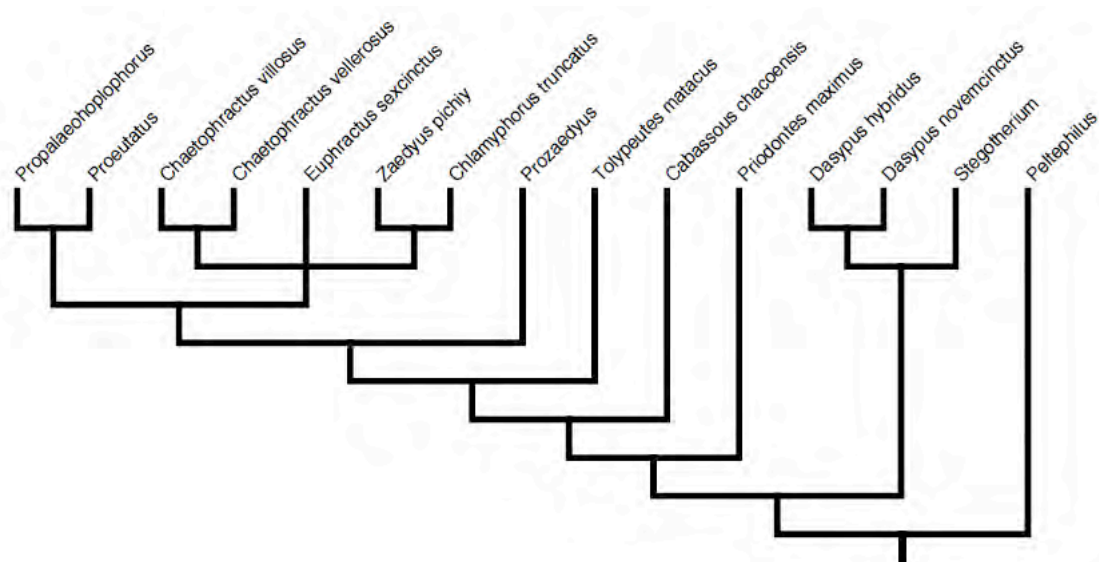 Propalaeohoplophorus
Proeutatus
Chaetophractus villosus
Chaetophractus vellerosus
Euphractus sexcinctus
Zaedyus pichiy
Chlamyphorus truncatus
Prozaedyus
Tolypeutes matacus
Cabassous chacoensis
Priodontes maximus
Dasypus hybridus
Dasypus novemcinctus
Stegotherium
Peltephilus